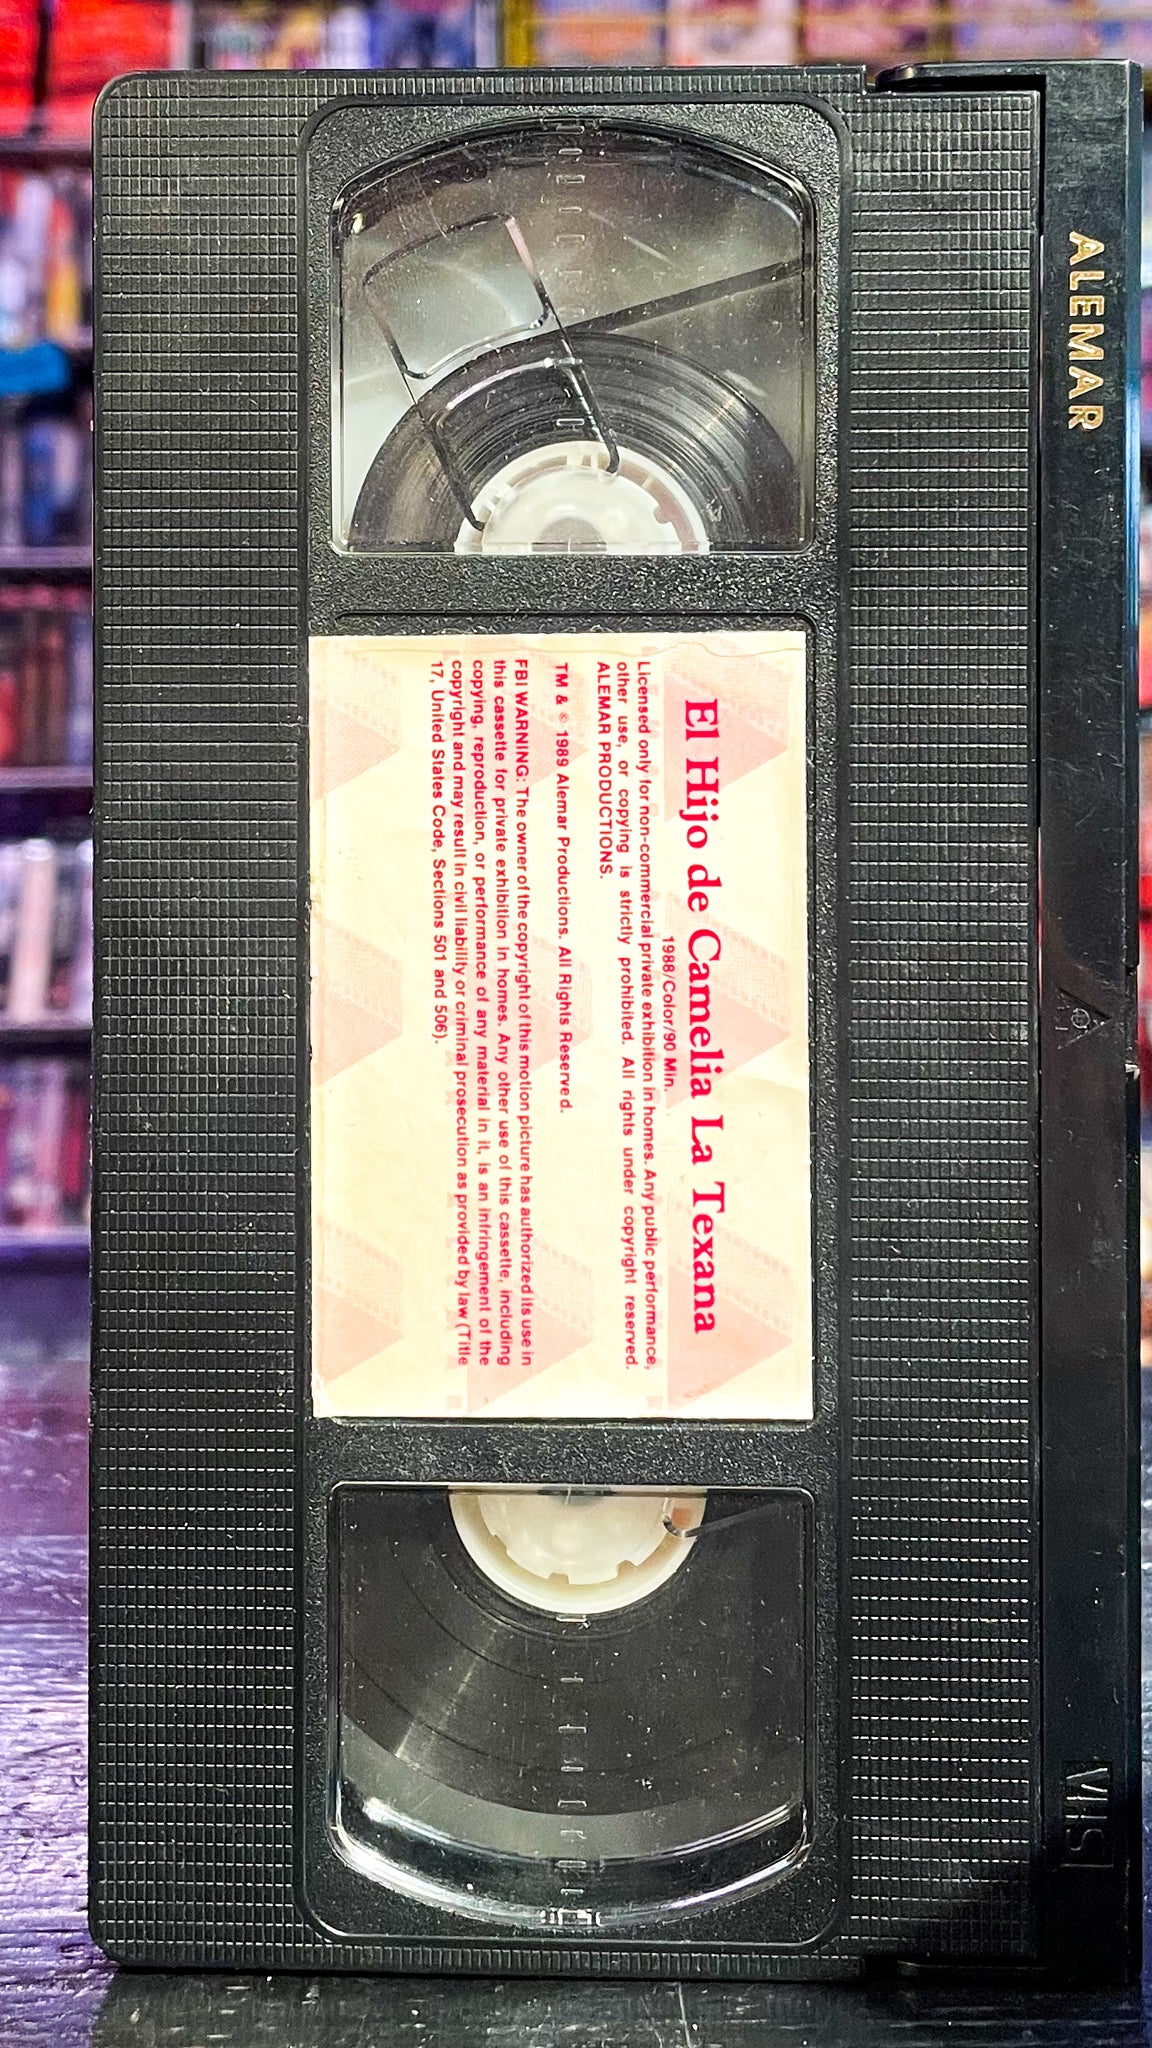 El Hijo de Camelia La Texana
1988/Color/90 Min.
Licensed only for non-commercial private exhibition in homes. Any public performance,
other use, or copying is strictly prohibited. All rights under copyright reserved.
ALEMAR PRODUCTIONS.
TM & © 1989 Alemar Productions. All Rights Reserved.
FBI WARNING: The owner of the copyright of this motion picture has authorized its use in
this cassette for private exhibition in homes. Any other use of this cassette, including
copying, reproduction, or performance of any material in it, is an infringement of the
copyright and may result in civil liability or criminal prosecution as provided by law (Title
17, United States Code, Sections 501 and 506).
ALEMAR
VHS